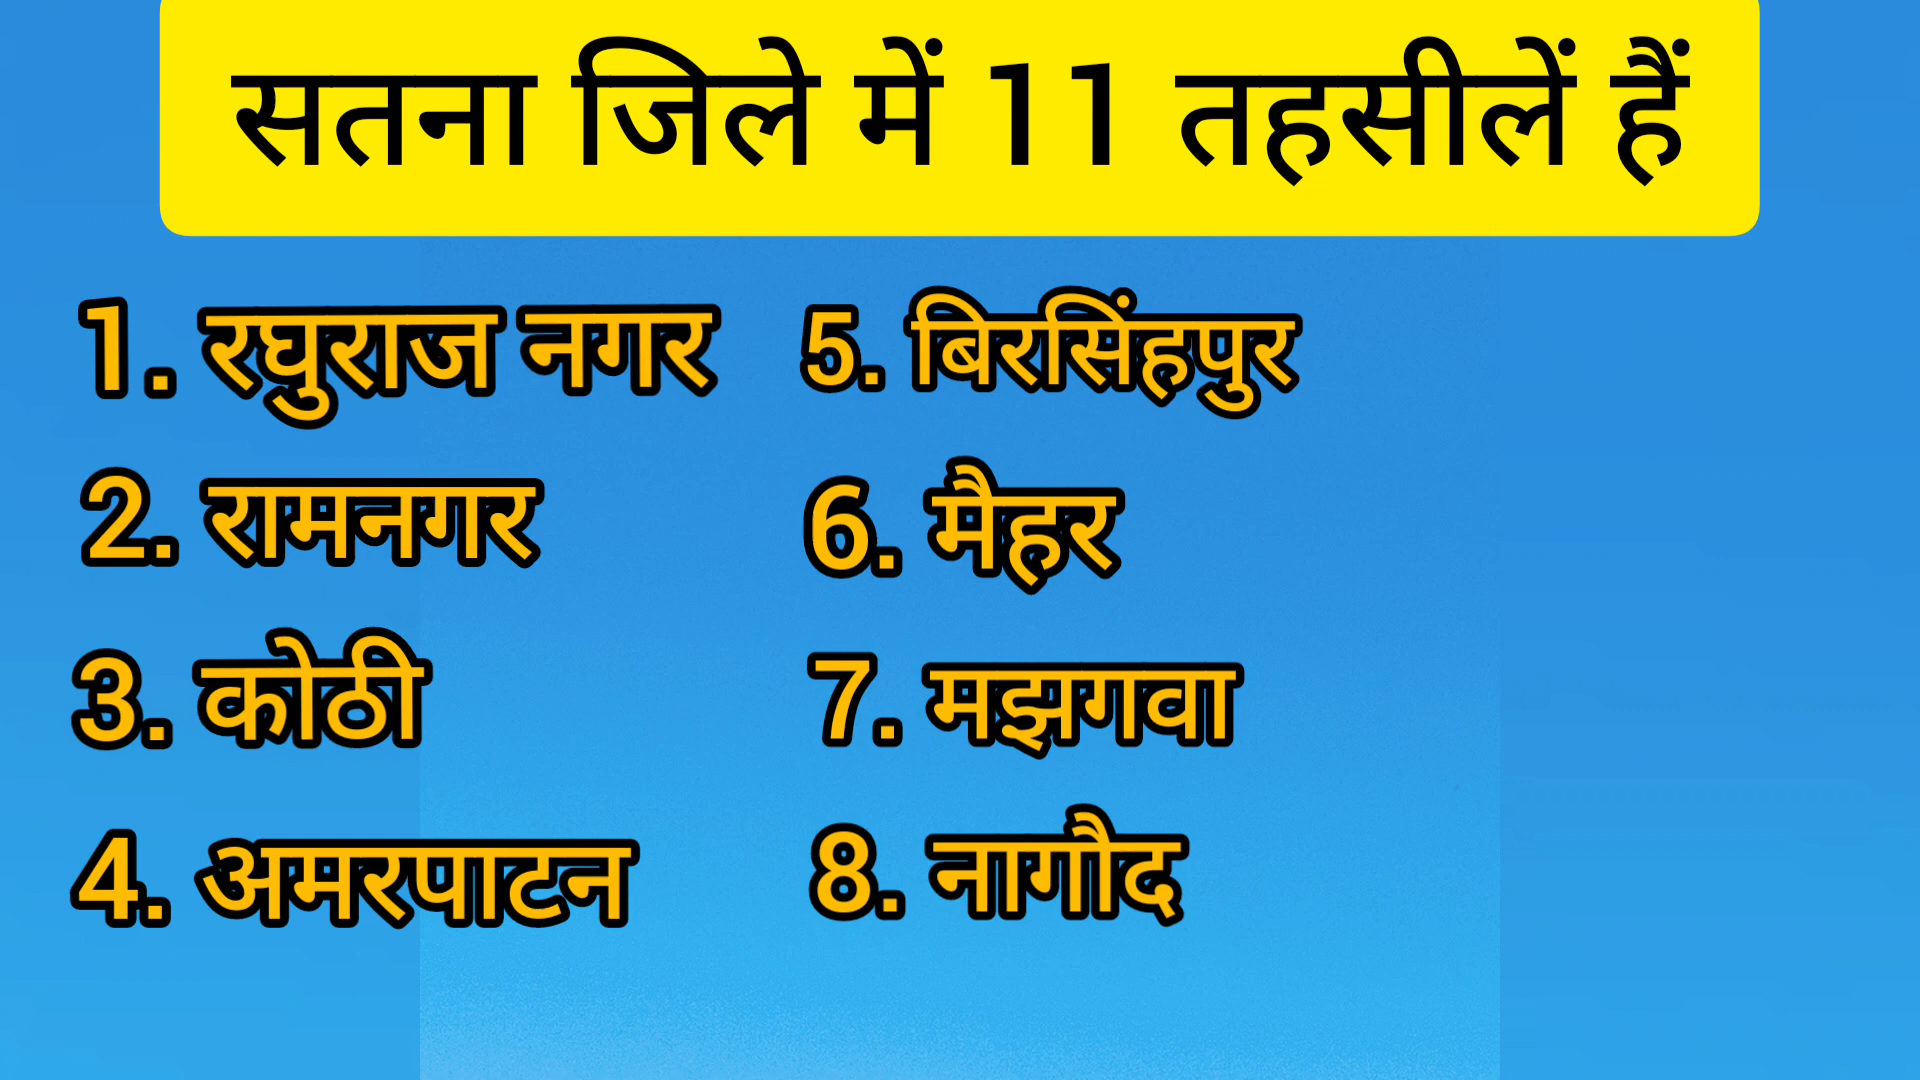 सतना जिले में 11 तहसीलें हैं
1. रघुराज नगर
2. रामनगर
3. कोठी
4. अमरपाटन
5. बिरसिंहपुर
6. मैहर
7. मझगवा
8. नागौद